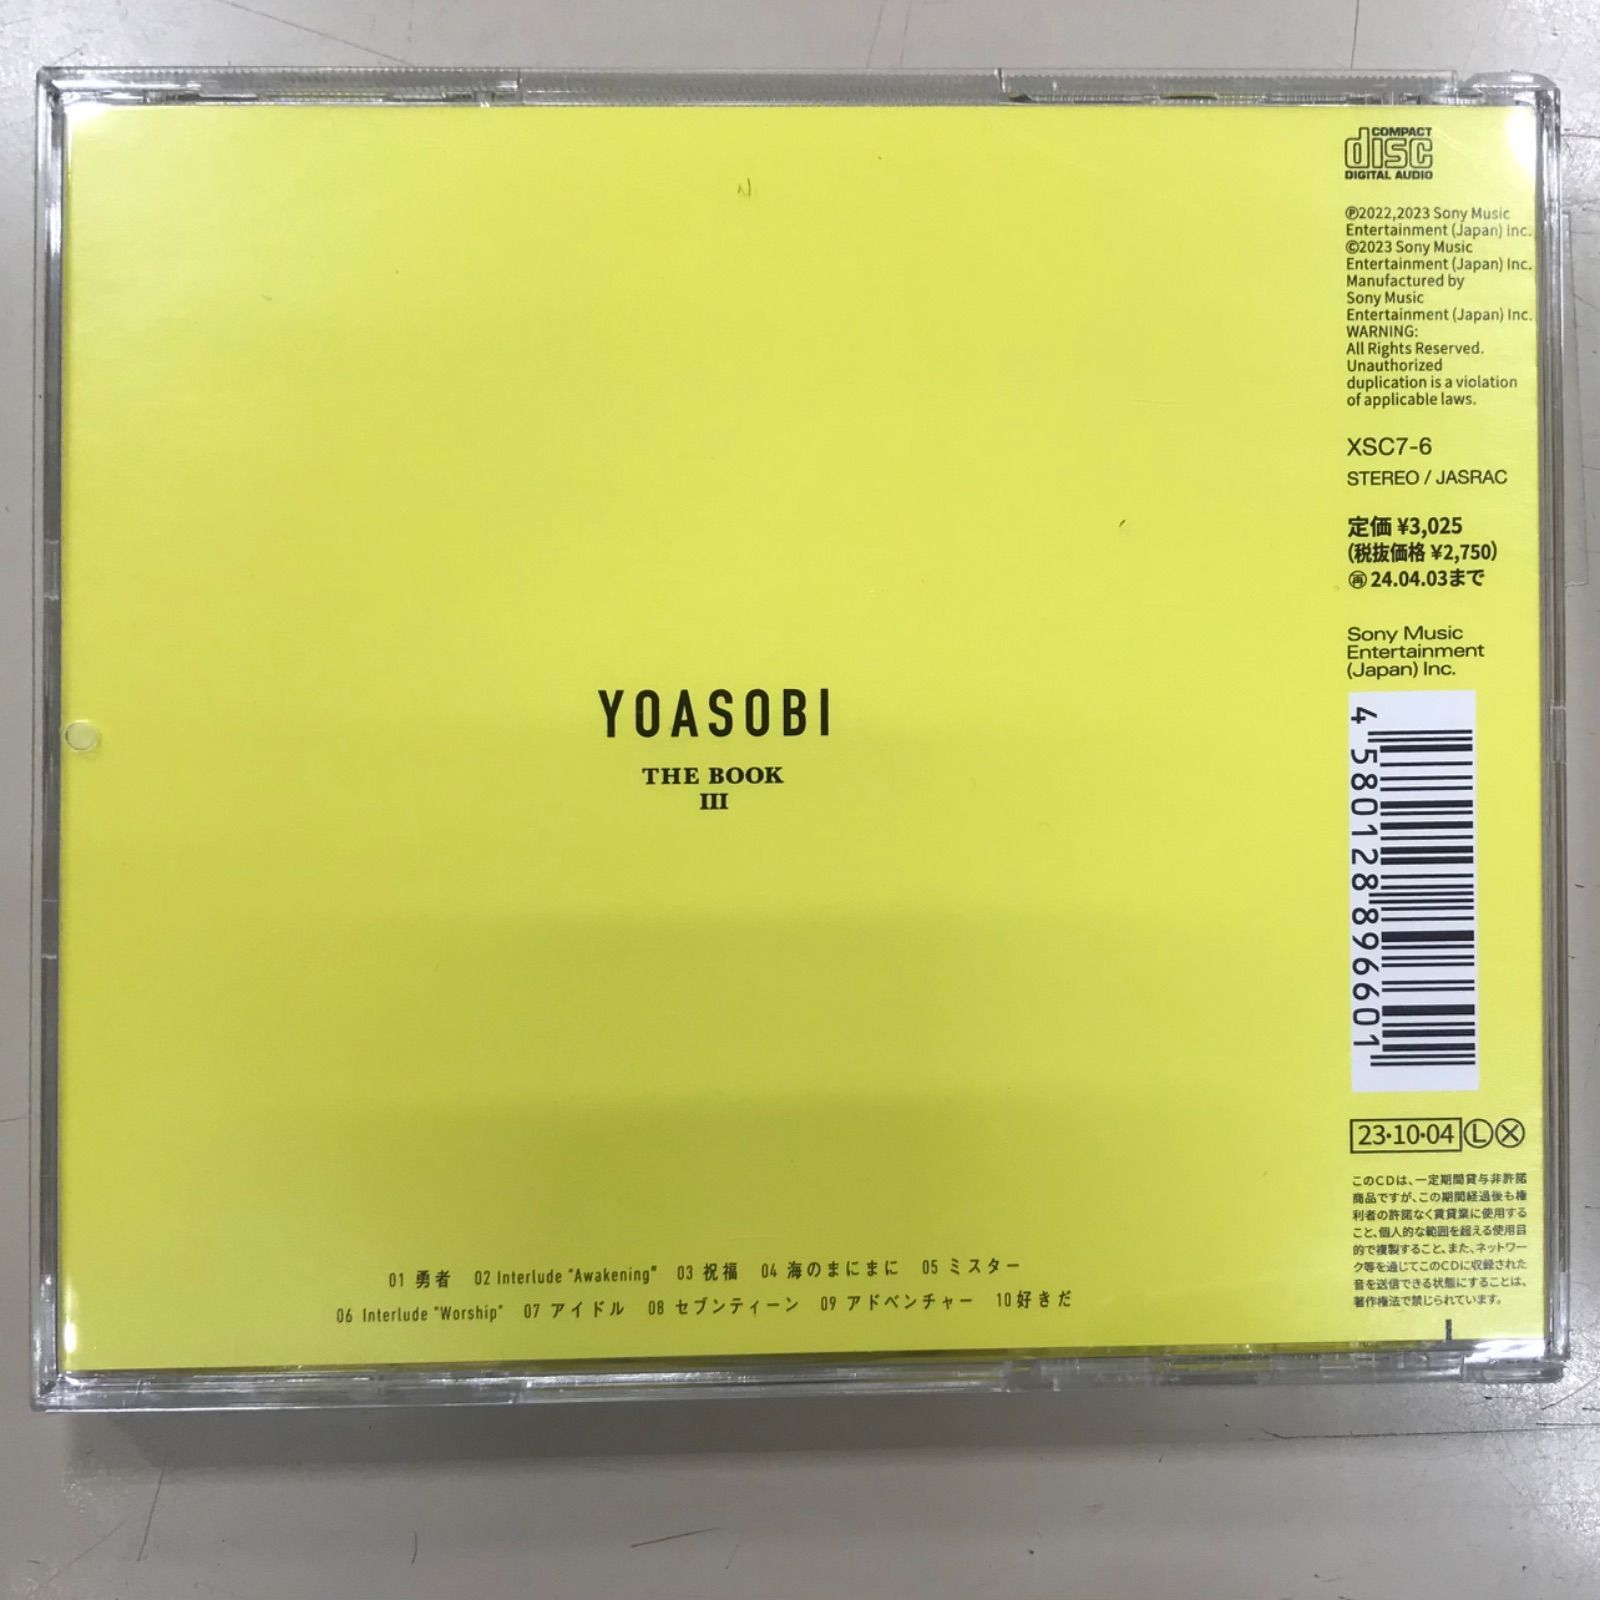 COMPACT
disc
DIGITAL AUDIO
Ⓟ2022,2023 Sony Music
Entertainment (Japan) Inc.
©2023 Sony Music
Entertainment (Japan) Inc.
Manufactured by
Sony Music
Entertainment (Japan) Inc.
WARNING:
All Rights Reserved.
Unauthorized
duplication is a violation
of applicable laws.
XSC7-6
STEREO / JASRAC
定価 ¥3,025
(税抜価格 ¥2,750)
㊢ 24.04.03まで
Sony Music
Entertainment
(Japan) Inc.
4580128896601
23・10・04 Ⓛ Ⓧ
このCDは、一定期間貸与非許諾
商品ですが、この期間経過後も権
利者の許諾なく賃貸業に使用する
こと、個人的な範囲を超える使用目
的で複製すること、また、ネットワー
ク等を通じてこのCDに収録された
音を送信できる状態にすることは、
著作権法で禁じられています。
YOASOBI
THE BOOK
III
01 勇者 02 Interlude "Awakening" 03 祝福 04 海のまにまに 05 ミスター
06 Interlude "Worship" 07 アイドル 08 セブンティーン 09 アドベンチャー 10 好きだ